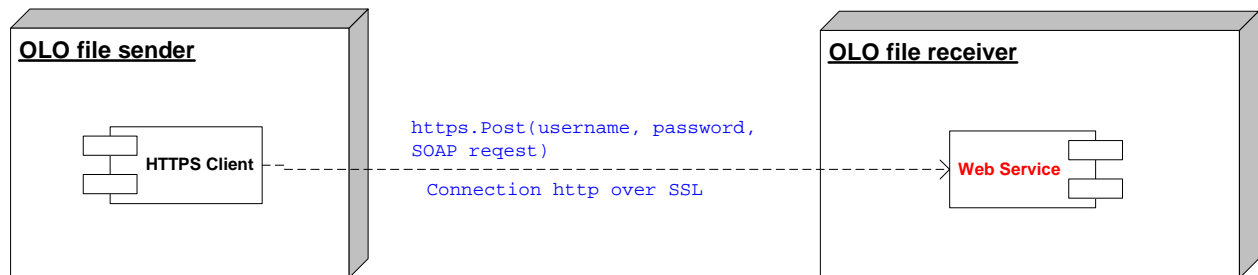 OLO file sender
OLO file receiver
https.Post(username, password,
SOAP reqest)
HTTPS Client
Web Service
Connection http over SSL